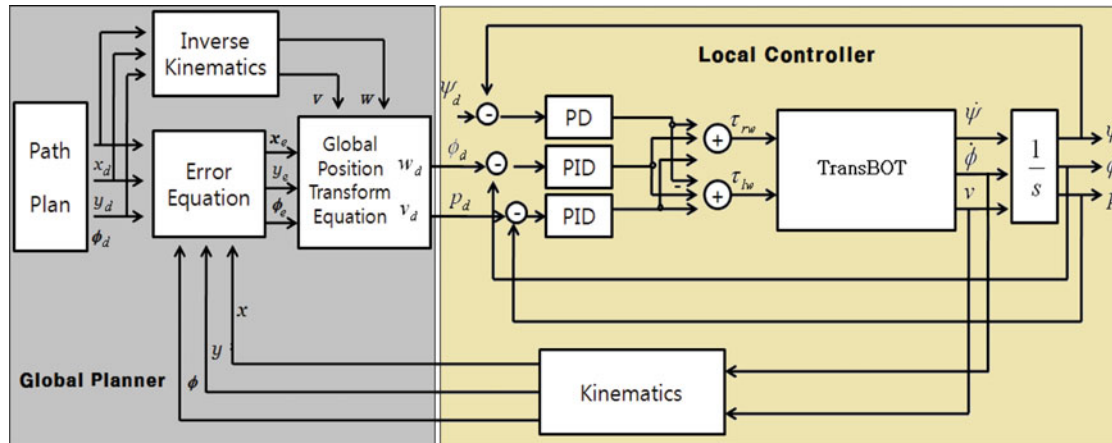 Inverse
Kinematics
Local Controller
v
w
ψ_d
PD
τ_rw
ψ̇
ψ
Path
Plan
x_d
y_d
ϕ_d
Error
Equation
x_e
y_e
ϕ_e
Global
Position
Transform
Equation
w_d
v_d
ϕ_d
p_d
-
-
-
PID
PID
+
+
-
τ_lw
TransBOT
ϕ̇
v
1
s
ϕ
p
x
y
ϕ
Global Planner
Kinematics